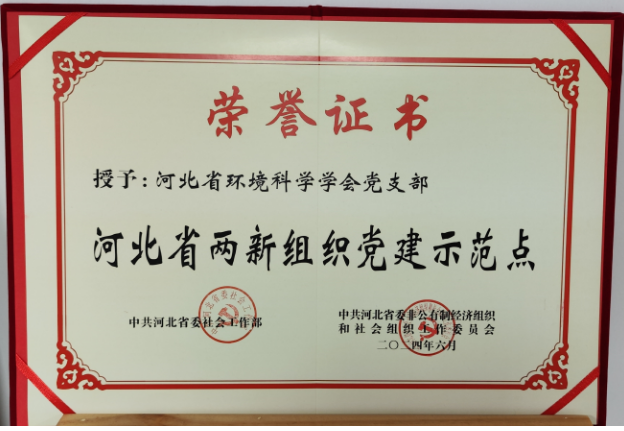 荣誉证书
授予：河北省环境科学学会党支部
河北省两新组织党建示范点
中共河北省委社会工作部
中共河北省委非公有制经济组织
和社会组织工作委员会
二〇二四年六月